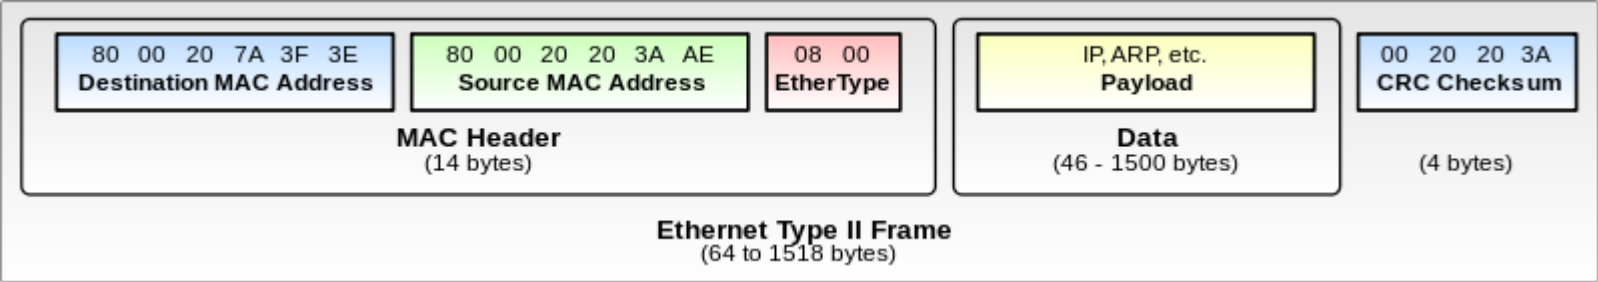 80 00 20 7A 3F 3E
Destination MAC Address
80 00 20 20 3A AE
Source MAC Address
08 00
EtherType
MAC Header
(14 bytes)
IP, ARP, etc.
Payload
Data
(46 - 1500 bytes)
00 20 20 3A
CRC Checksum
(4 bytes)
Ethernet Type II Frame
(64 to 1518 bytes)